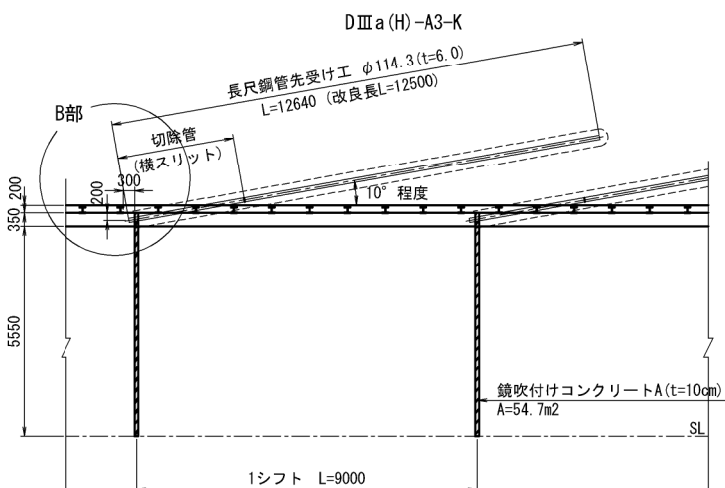 DⅢa(H)-A3-K
長尺鋼管先受け工 φ114.3(t=6.0)
L=12640 (改良長L=12500)
B部
切除管
(横スリット)
300
200
10° 程度
200
350
5550
鏡吹付けコンクリートA(t=10cm)
A=54.7m2
SL
1シフト L=9000